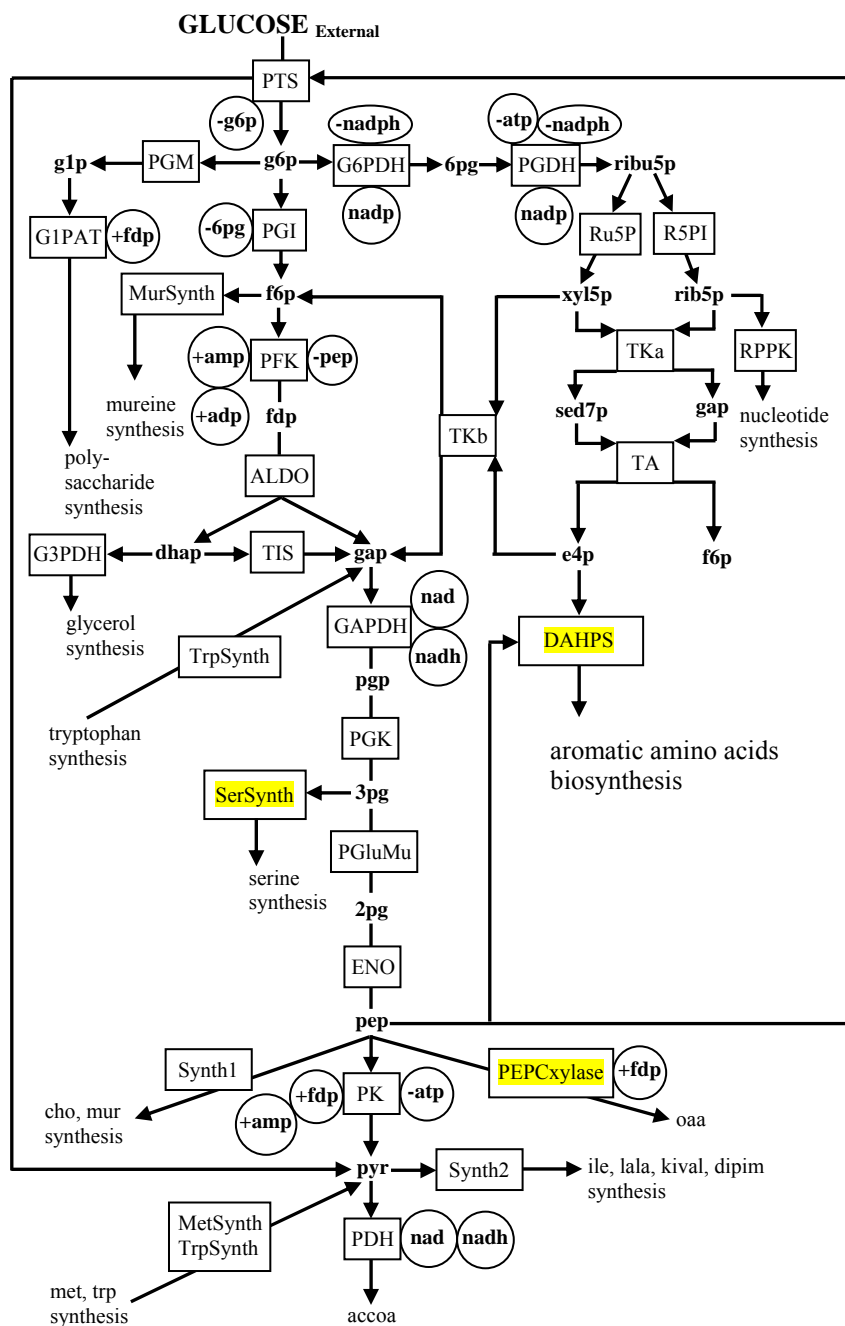 GLUCOSE External
PTS
-g6p
-nadph
-atp
-nadph
g1p
PGM
g6p
G6PDH
6pg
PGDH
ribu5p
nadp
nadp
G1PAT
+fdp
-6pg
PGI
Ru5P
R5PI
MurSynth
f6p
xyl5p
rib5p
+amp
PFK
-pep
TKa
RPPK
mureine
synthesis
+adp
fdp
sed7p
gap
nucleotide
synthesis
TKb
poly-
saccharide
synthesis
ALDO
TA
G3PDH
dhap
TIS
gap
e4p
f6p
glycerol
synthesis
nad
GAPDH
nadh
TrpSynth
DAHPS
pgp
tryptophan
synthesis
PGK
aromatic amino acids
biosynthesis
SerSynth
3pg
PGluMu
serine
synthesis
2pg
ENO
pep
Synth1
PEPCxylase
+fdp
+fdp
PK
-atp
+amp
cho, mur
synthesis
oaa
pyr
Synth2
ile, lala, kival, dipim
synthesis
MetSynth
TrpSynth
PDH
nad
nadh
met, trp
synthesis
accoa